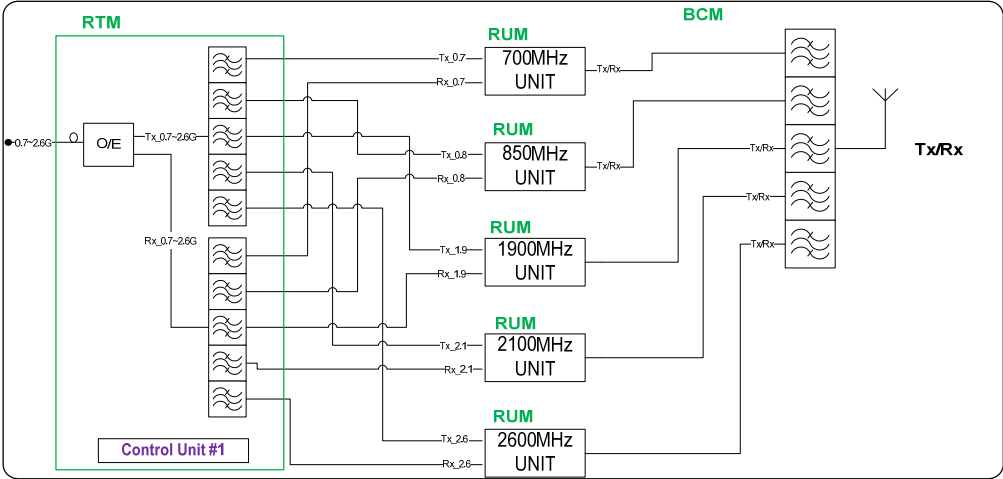 RTM
BCM
RUM
700MHz
UNIT
Tx_0.7
Rx_0.7
Tx/Rx
RUM
850MHz
UNIT
Tx_0.8
Rx_0.8
Tx/Rx
0.7~2.6G
O/E
Tx_0.7~2.6G
Rx_0.7~2.6G
Tx/Rx
Tx/Rx
RUM
1900MHz
UNIT
Tx_1.9
Rx_1.9
Tx/Rx
Tx/Rx
RUM
2100MHz
UNIT
Tx_2.1
Rx_2.1
RUM
2600MHz
UNIT
Tx_2.6
Rx_2.6
Control Unit #1